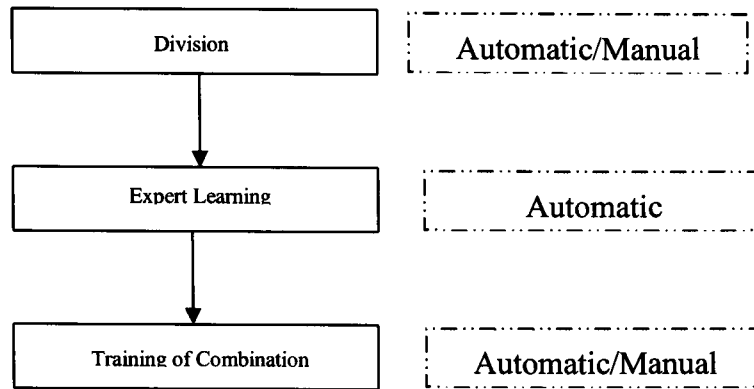 Division
Automatic/Manual
Expert Learning
Automatic
Training of Combination
Automatic/Manual